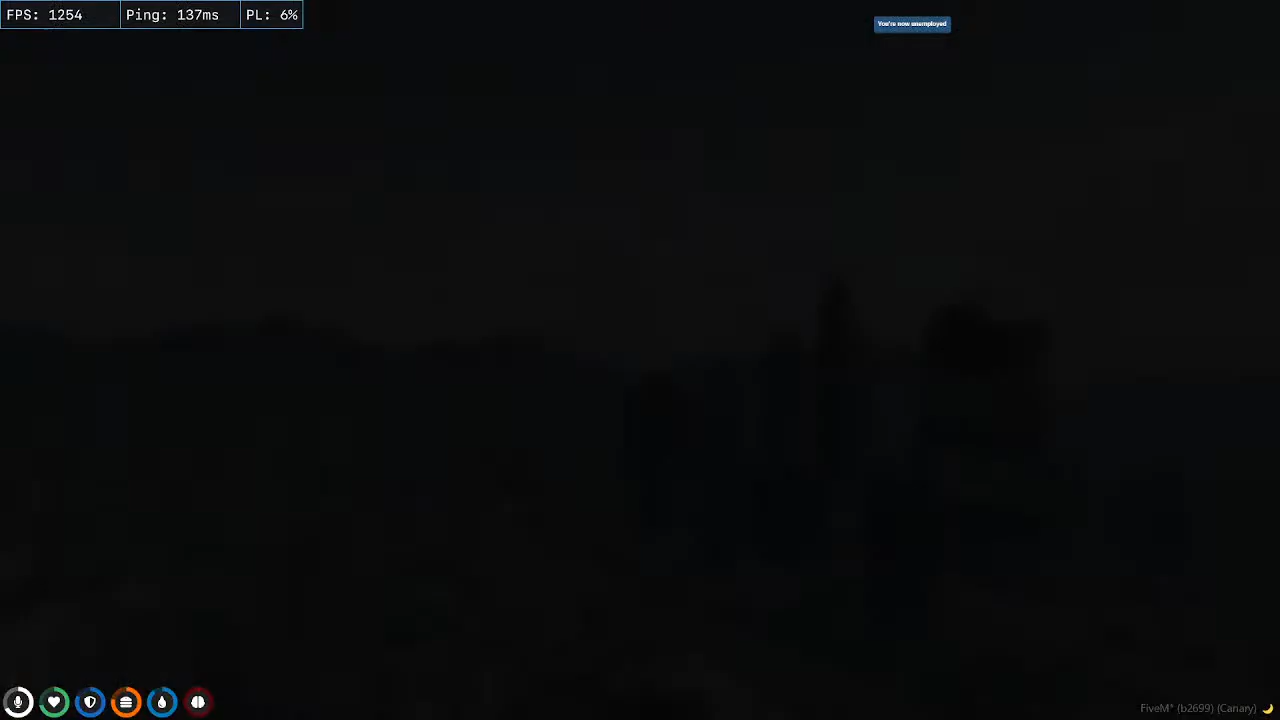 FPS: 1254 Ping: 137ms PL: 6%
You're now unemployed
FiveM* (b2699) (Canary)